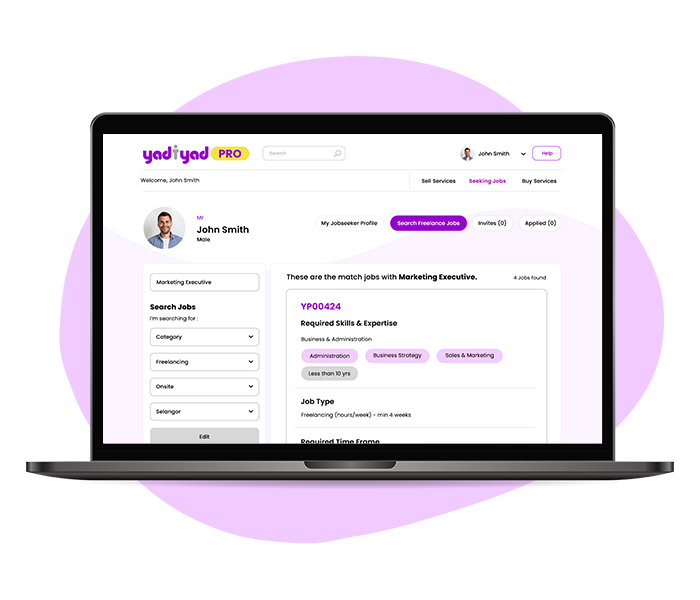 yadiyad PRO
Search
John Smith
Help
Welcome, John Smith
Sell Services
Seeking Jobs
Buy Services
Mr
John Smith
Male
My Jobseeker Profile
Search Freelance Jobs
Invites (0)
Applied (0)
Marketing Executive
Search Jobs
I'm searching for :
Category
Freelancing
Onsite
Selangor
Edit
These are the match jobs with Marketing Executive.
4 Jobs found
YP00424
Required Skills & Expertise
Business & Administration
Administration
Business Strategy
Sales & Marketing
Less than 10 yrs
Job Type
Freelancing (hours/week) - min 4 weeks
Required Time Frame